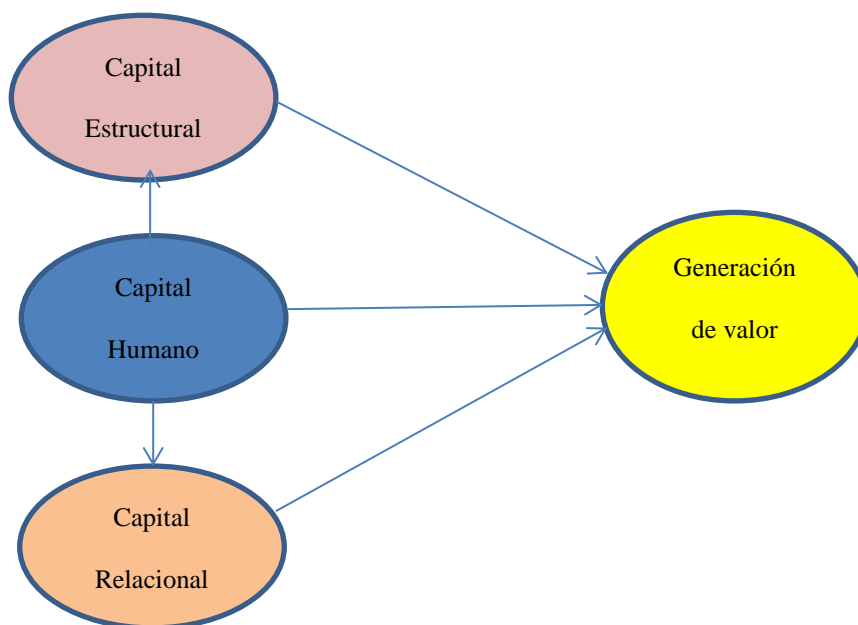 Capital
Estructural
Capital
Humano
Generación
de valor
Capital
Relacional